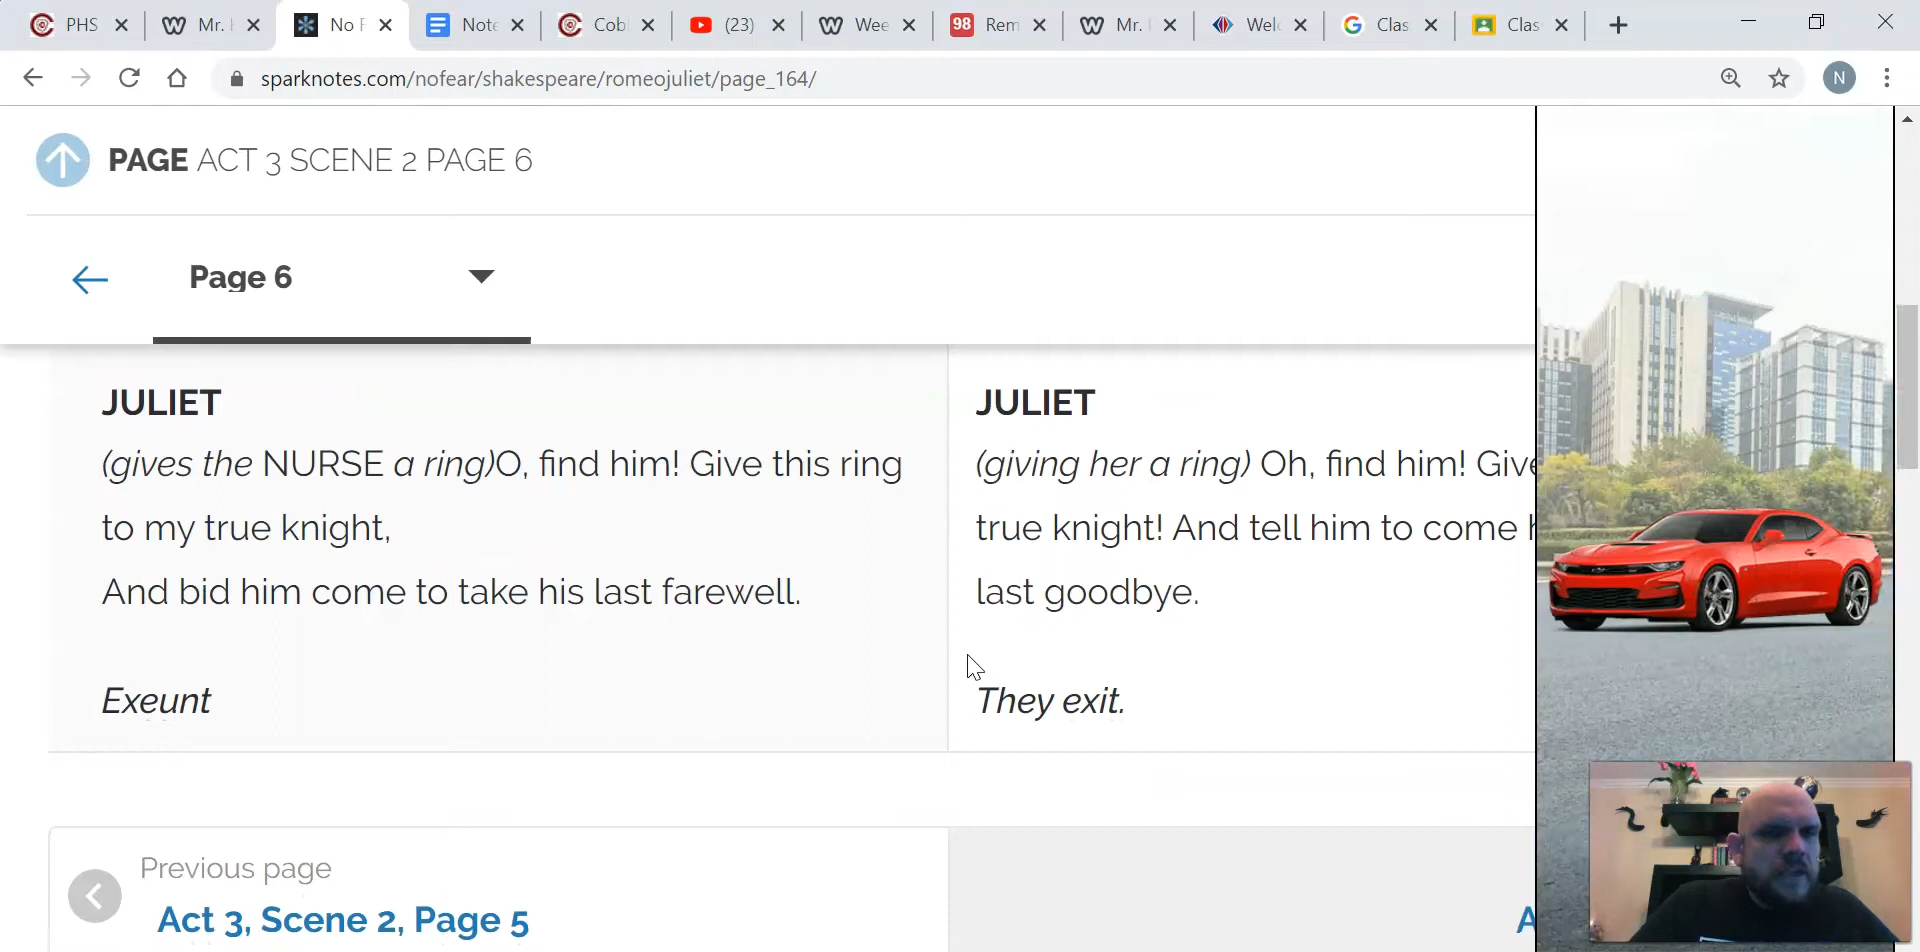 PHS
Mr.
No F
Note
Cob
(23)
Wee
98 Rem
Mr.
Welc
Clas
Clas
sparknotes.com/nofear/shakespeare/romeojuliet/page_164/
N
PAGE ACT 3 SCENE 2 PAGE 6
Page 6
JULIET
(gives the NURSE a ring)O, find him! Give this ring
to my true knight,
And bid him come to take his last farewell.
Exeunt
JULIET
(giving her a ring) Oh, find him! Give
true knight! And tell him to come
last goodbye.
They exit.
Previous page
Act 3, Scene 2, Page 5
A